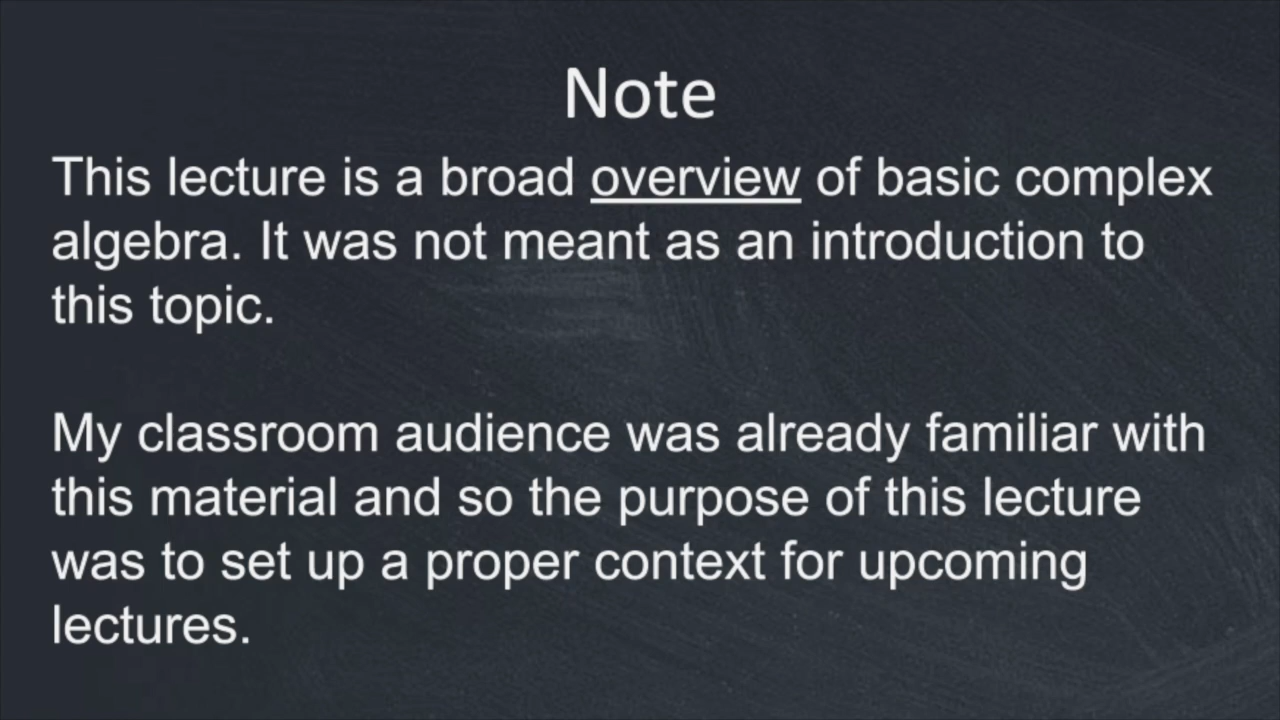 Note
This lecture is a broad overview of basic complex
algebra. It was not meant as an introduction to
this topic.
My classroom audience was already familiar with
this material and so the purpose of this lecture
was to set up a proper context for upcoming
lectures.